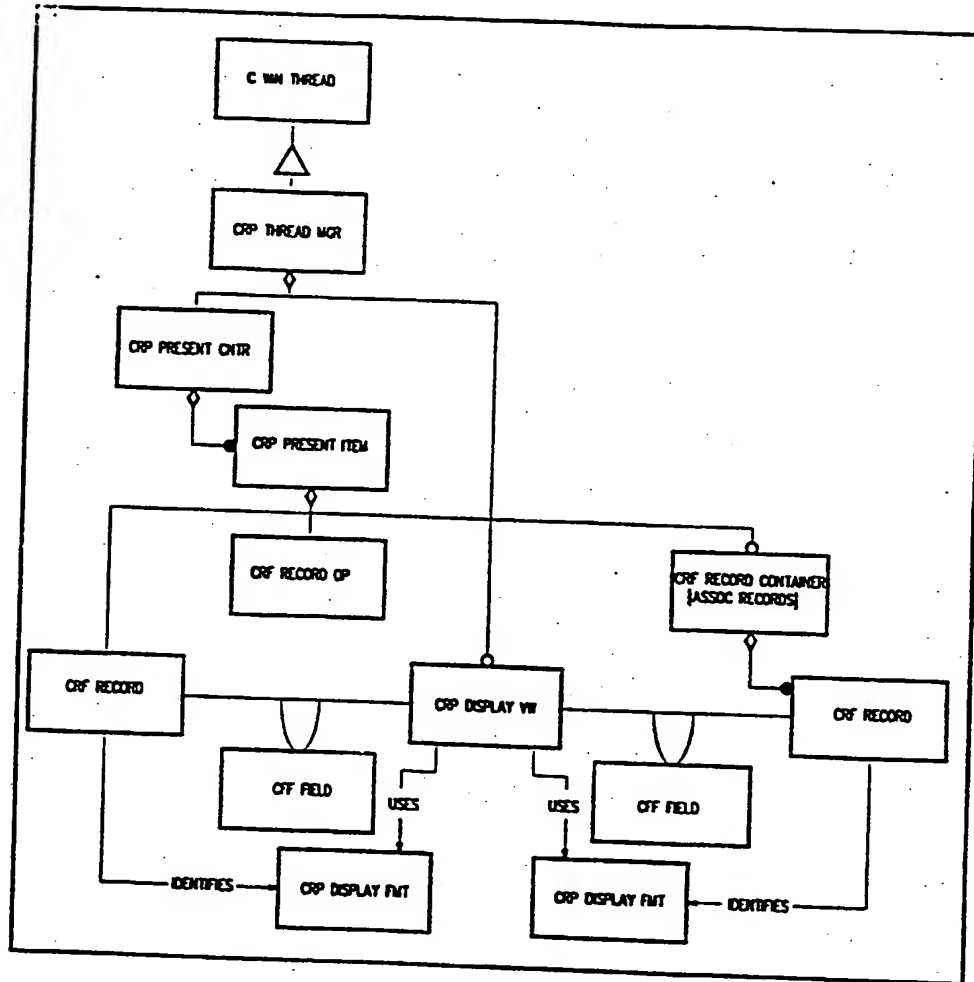 C WIN THREAD
CRP THREAD MGR
CRP PRESENT CNTR
CRP PRESENT ITEM
CRF RECORD OP
CRF RECORD CONTAINER
[ASSOC RECORDS]
CRF RECORD
CRP DISPLAY VW
CRF RECORD
CFF FIELD
USES
USES
CFF FIELD
IDENTIFIES
CRP DISPLAY FMT
CRP DISPLAY FMT
IDENTIFIES